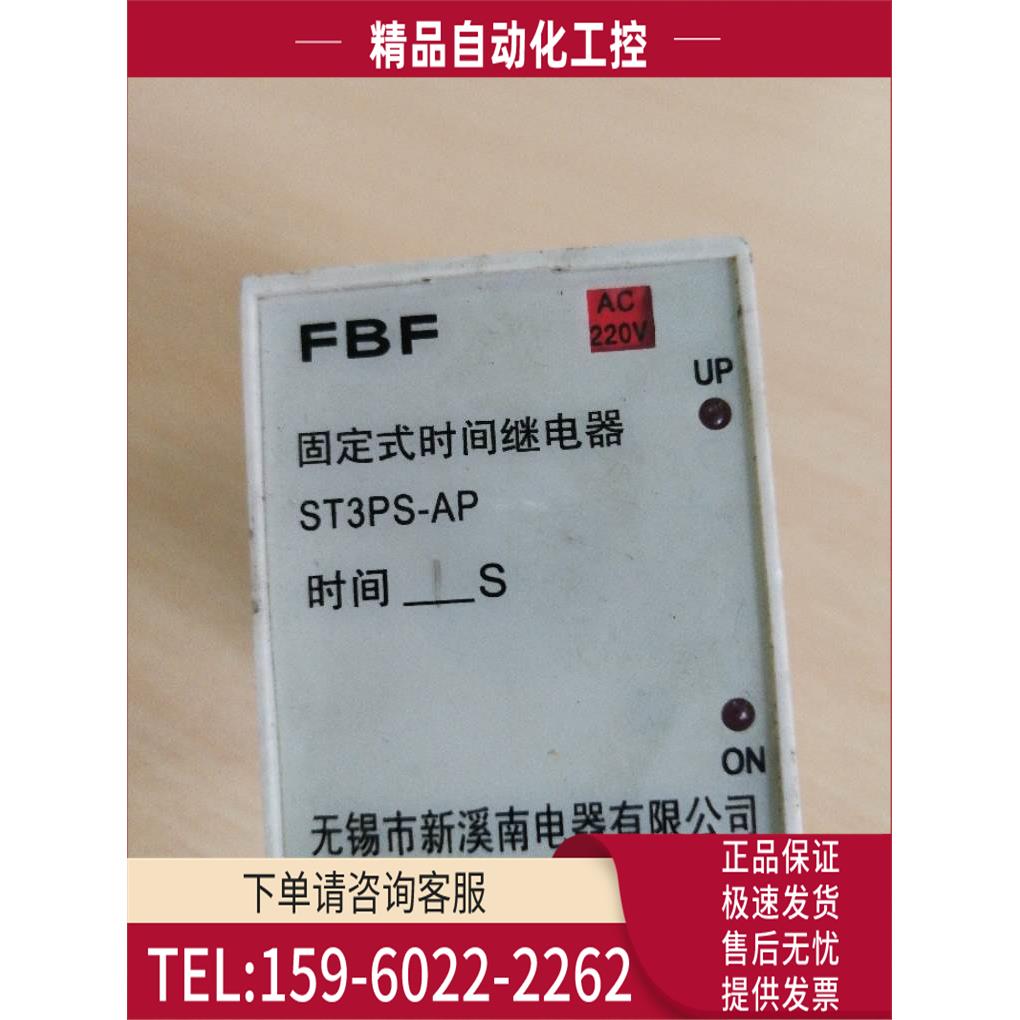 精品自动化工控
FBF
AC
220V
UP
固定式时间继电器
ST3PS-AP
时间 1 S
ON
无锡市新溪南电器有限公司
下单请咨询客服
TEL:159-6022-2262
正品保证
极速发货
售后无忧
提供发票